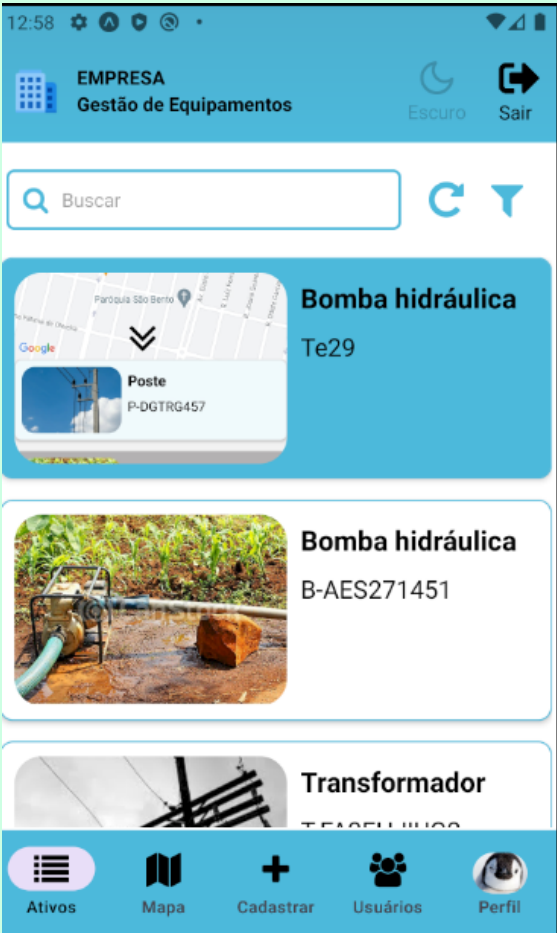 12:58
EMPRESA
Gestão de Equipamentos
Escuro
Sair
Buscar
Paróquia São Bento
Google
Poste
P-DGTRG457
Bomba hidráulica
Te29
Bomba hidráulica
B-AES271451
Transformador
Ativos
Mapa
Cadastrar
Usuários
Perfil